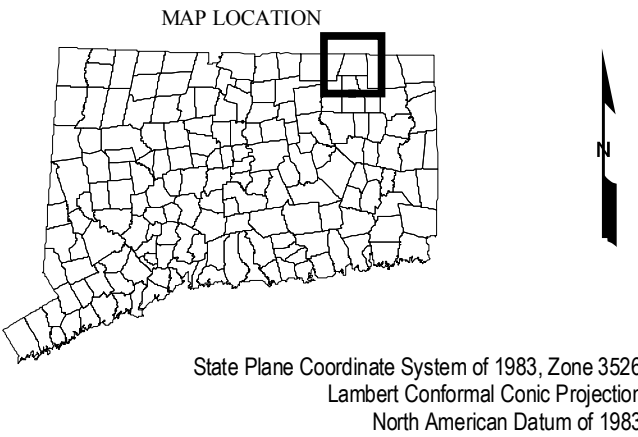 MAP LOCATION
N
State Plane Coordinate System of 1983, Zone 3526
Lambert Conformal Conic Projection
North American Datum of 1983